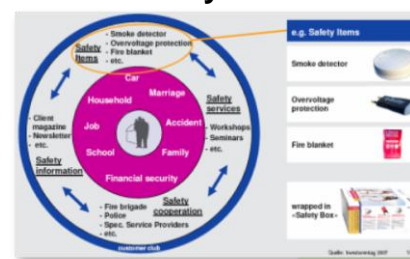 - Smoke detector
- Overvoltage protection
- Fire blanket
- etc.
Safety
Items
Car
Marriage
Household
Job
Accident
School
Family
Financial security
Safety
services
- Workshops
- Seminars
- etc.
- Client
magazine
- Newsletter
- etc.
Safety
information
- Fire brigade
- Police
- Spec. Service Providers
- etc.
Safety
cooperation
customer club
e.g. Safety Items
Smoke detector
Overvoltage
protection
Fire blanket
wrapped in
«Safety Box»